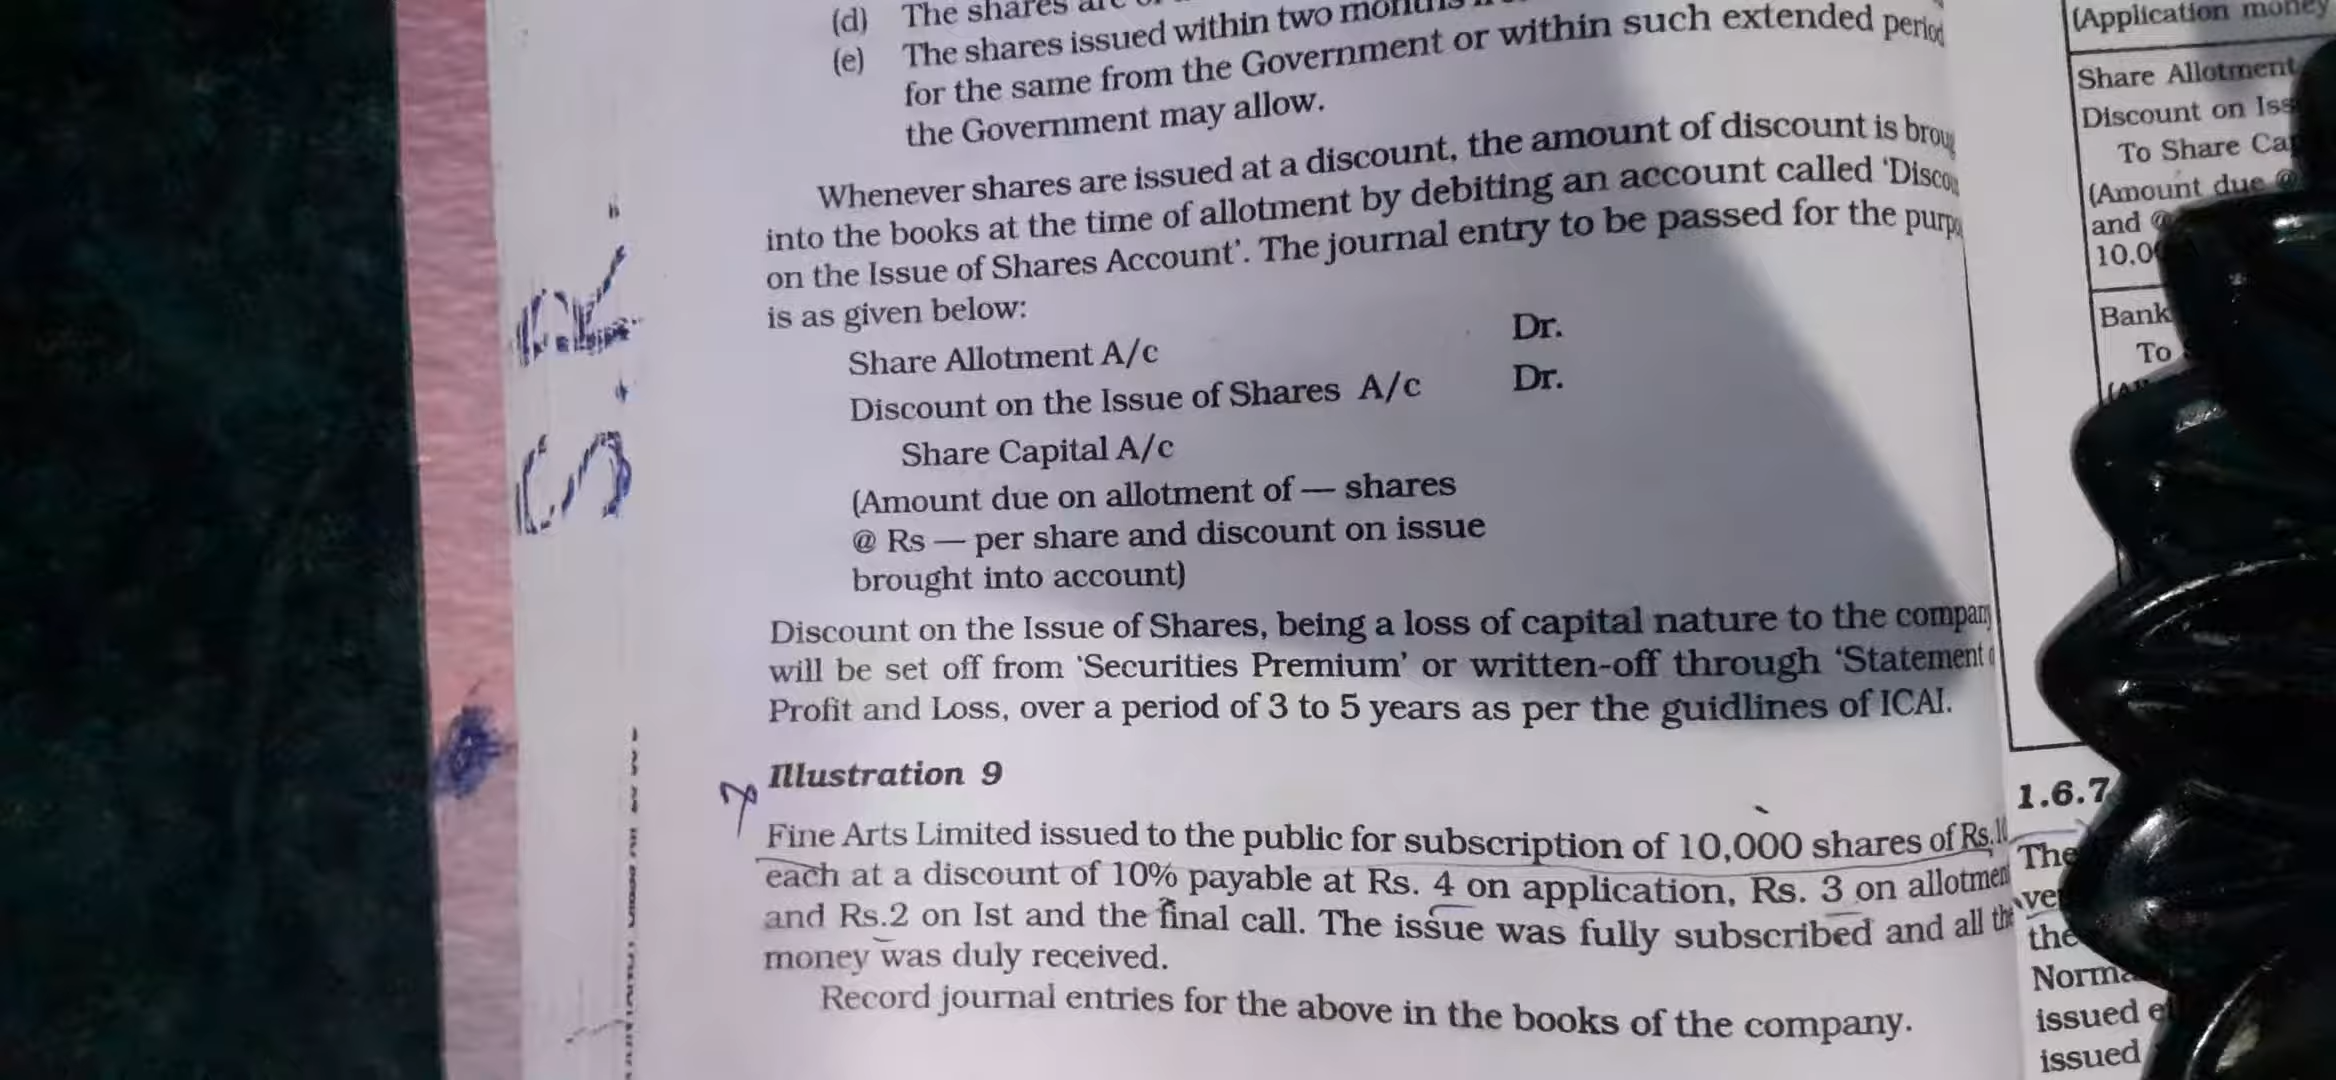 (d) The shares
(e) The shares issued within two months
for the same from the Government or within such extended period
the Government may allow.
Whenever shares are issued at a discount, the amount of discount is
into the books at the time of allotment by debiting an account called
on the Issue of Shares Account'. The journal entry to be passed for the
is as given below:
Share Allotment A/c Dr.
Discount on the Issue of Shares A/c Dr.
Share Capital A/c
(Amount due on allotment of — shares
@ Rs — per share and discount on issue
brought into account)
Discount on the Issue of Shares, being a loss of capital nature to the company
will be set off from 'Securities Premium' or written-off through 'Statement
Profit and Loss, over a period of 3 to 5 years as per the guidlines of ICAI.
Illustration 9
Fine Arts Limited issued to the public for subscription of 10,000 shares of Rs.
each at a discount of 10% payable at Rs. 4 on application, Rs. 3 on allotment
and Rs.2 on Ist and the final call. The issue was fully subscribed and all the
money was duly received.
Record journal entries for the above in the books of the company.
(Application money
Share Allotment
Discount on
To Share
(Amount due @
and @
Bank
To
1.6.7
The
the
issued
issued